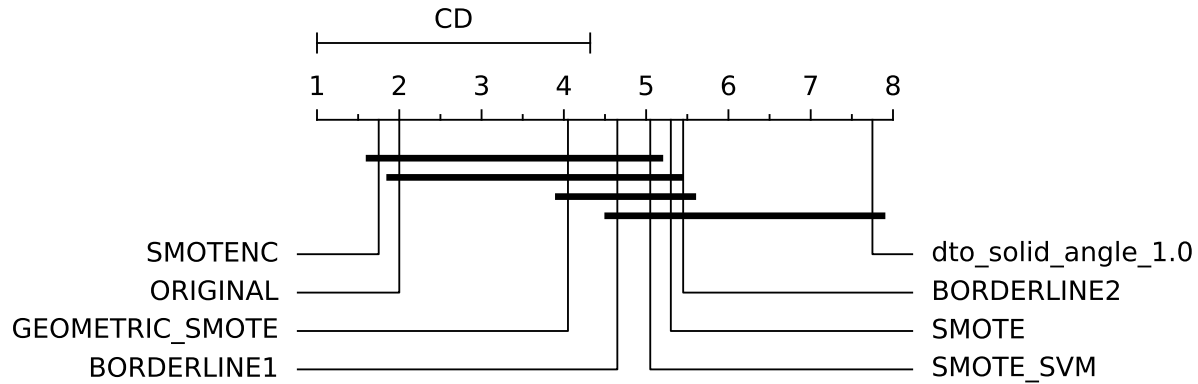 CD
1 2 3 4 5 6 7 8
SMOTENC
dto_solid_angle_1.0
ORIGINAL
BORDERLINE2
GEOMETRIC_SMOTE
SMOTE
BORDERLINE1
SMOTE_SVM